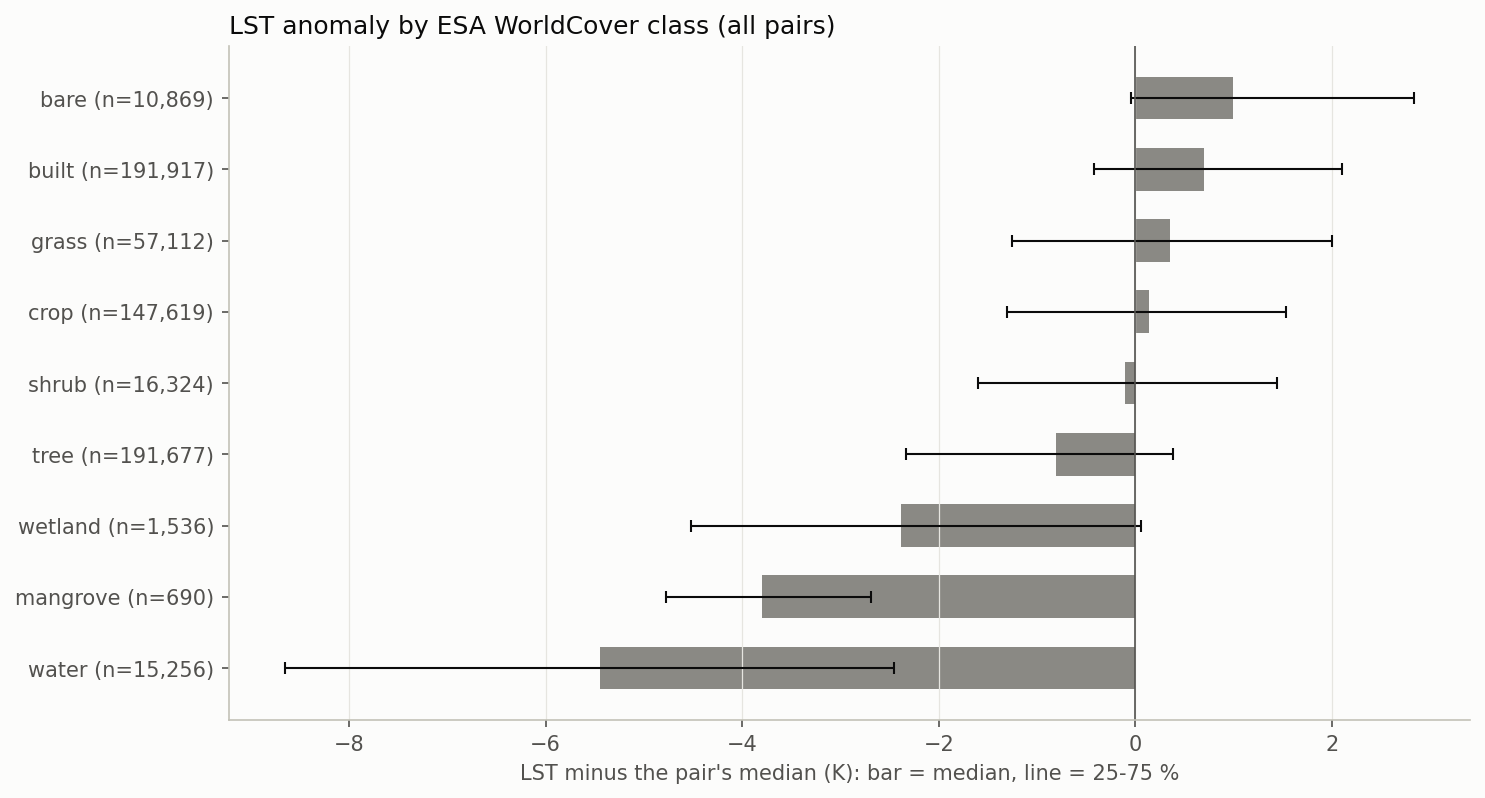 LST anomaly by ESA WorldCover class (all pairs)
bare (n=10,869)
built (n=191,917)
grass (n=57,112)
crop (n=147,619)
shrub (n=16,324)
tree (n=191,677)
wetland (n=1,536)
mangrove (n=690)
water (n=15,256)
−8 −6 −4 −2 0 2
LST minus the pair's median (K): bar = median, line = 25-75 %